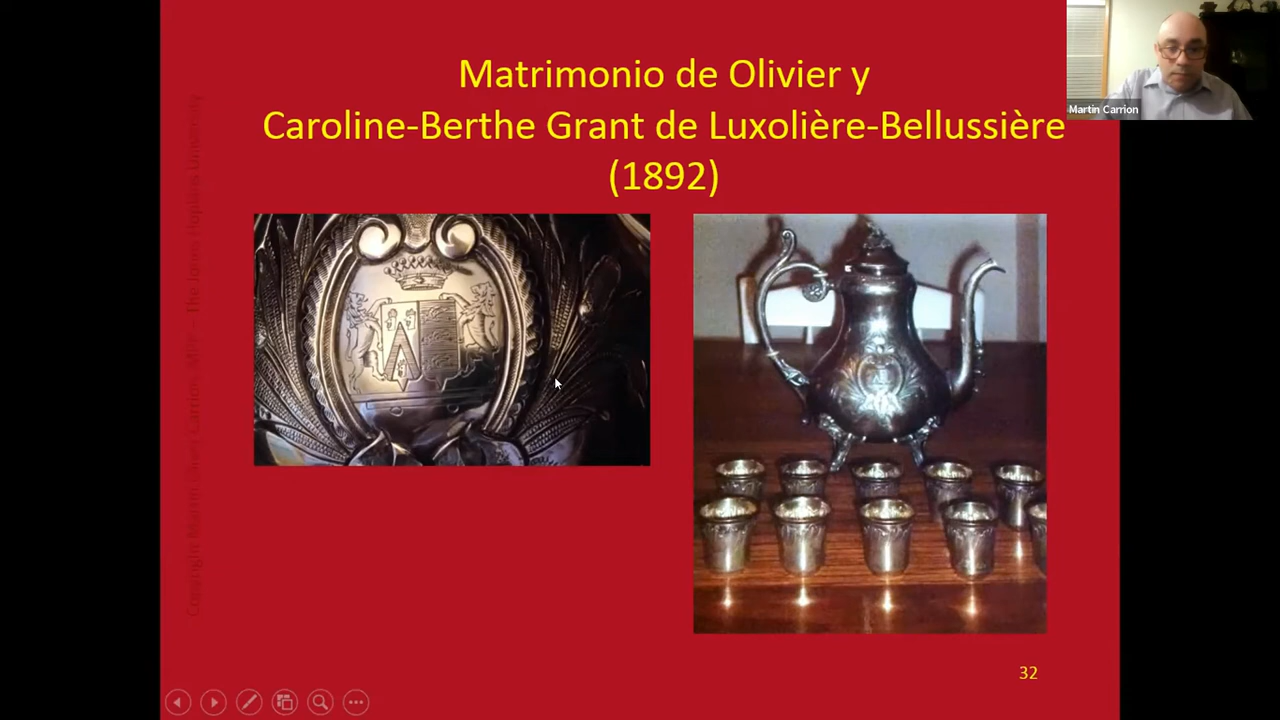 Matrimonio de Olivier y
Caroline-Berthe Grant de Luxolière-Bellussière
(1892)
Martin Carrion
32